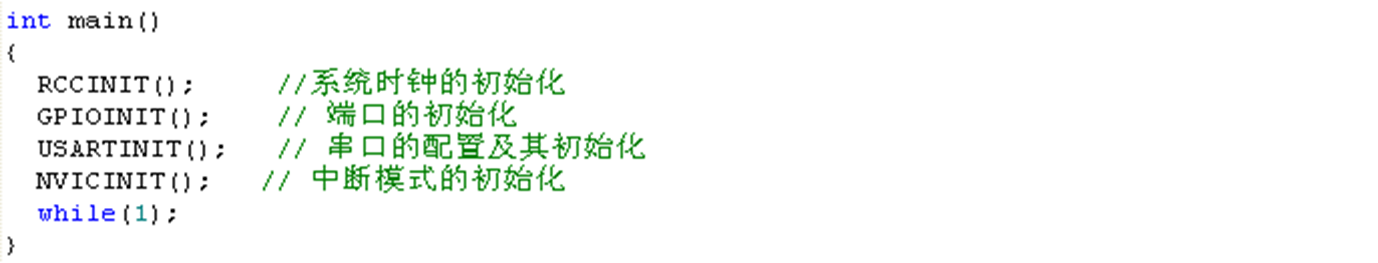 int main()
{
RCCINIT(); //系统时钟的初始化
GPIOINIT(); // 端口的初始化
USARTINIT(); // 串口的配置及其初始化
NVICINIT(); // 中断模式的初始化
while(1);
}